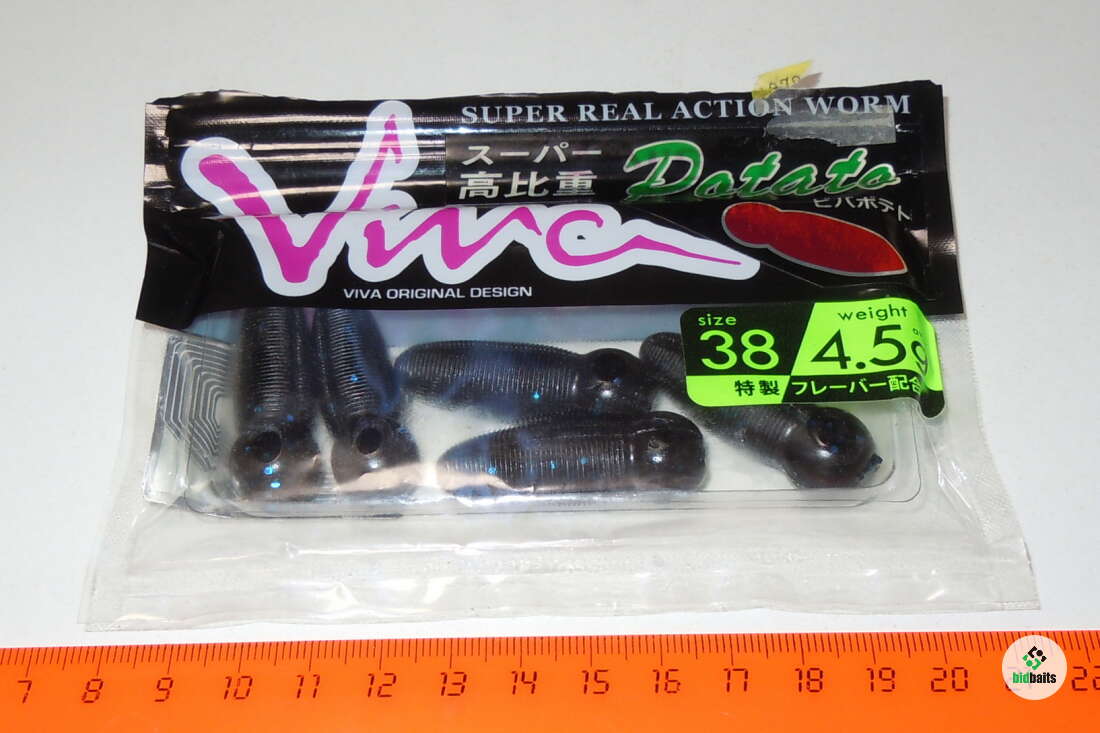 SUPER REAL ACTION WORM
Viva
スーパー
高比重
Potato
ビバポテト
VIVA ORIGINAL DESIGN
size
38
weight
4.5g
特製
フレーバー配合
7 8 9 10 11 12 13 14 15 16 17 18 19 20 21 22
bidbaits